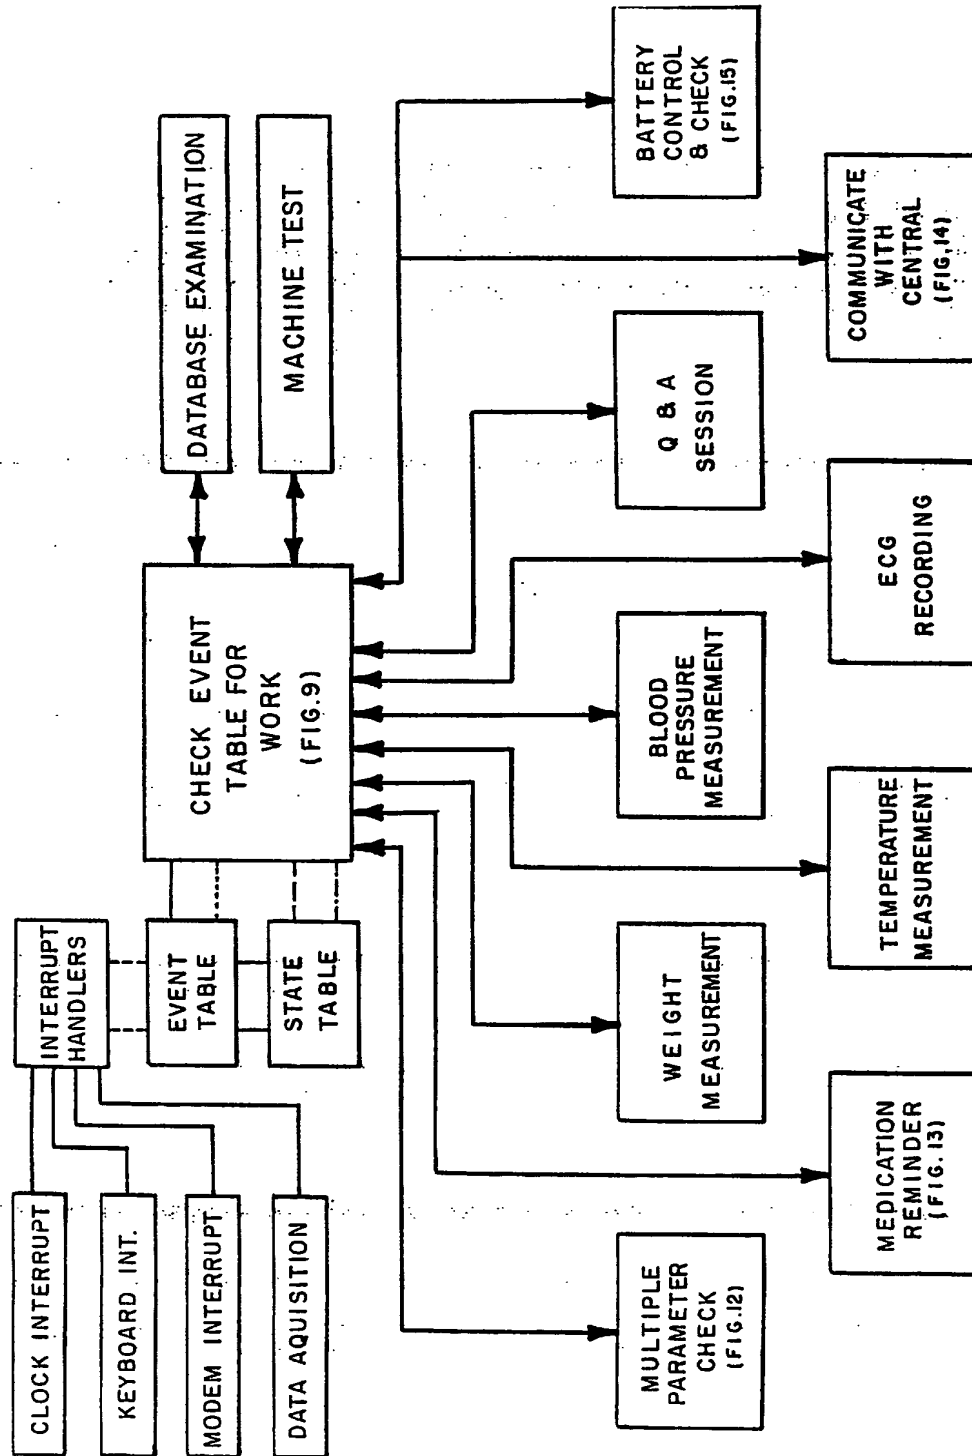 CLOCK INTERRUPT
KEYBOARD INT.
MODEM INTERRUPT
DATA AQUISITION
INTERRUPT
HANDLERS
EVENT
TABLE
STATE
TABLE
CHECK EVENT
TABLE FOR
WORK
(FIG.9)
DATABASE EXAMINATION
MACHINE TEST
MULTIPLE
PARAMETER
CHECK
(FIG.12)
WEIGHT
MEASUREMENT
BLOOD
PRESSURE
MEASUREMENT
Q & A
SESSION
BATTERY
CONTROL
& CHECK
(FIG.15)
MEDICATION
REMINDER
(FIG.13)
TEMPERATURE
MEASUREMENT
ECG
RECORDING
COMMUNICATE
WITH
CENTRAL
(FIG,14)